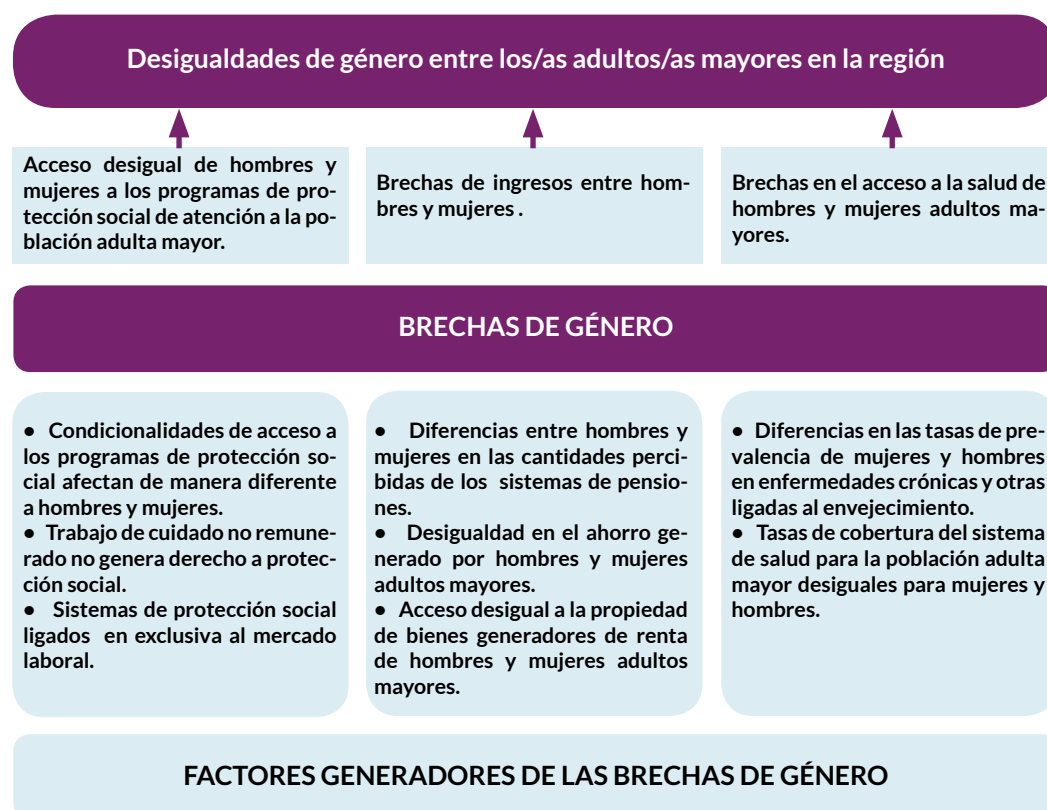 Desigualdades de género entre los/as adultos/as mayores en la región
Acceso desigual de hombres y
mujeres a los programas de pro-
tección social de atención a la po-
blación adulta mayor.
Brechas de ingresos entre hom-
bres y mujeres .
Brechas en el acceso a la salud de
hombres y mujeres adultos ma-
yores.
BRECHAS DE GÉNERO
• Condicionalidades de acceso a
los programas de protección so-
cial afectan de manera diferente
a hombres y mujeres.
• Trabajo de cuidado no remune-
rado no genera derecho a protec-
ción social.
• Sistemas de protección social
ligados en exclusiva al mercado
laboral.
• Diferencias entre hombres y
mujeres en las cantidades perci-
bidas de los sistemas de pensio-
nes.
• Desigualdad en el ahorro ge-
nerado por hombres y mujeres
adultos mayores.
• Acceso desigual a la propiedad
de bienes generadores de renta
de hombres y mujeres adultos
mayores.
• Diferencias en las tasas de pre-
valencia de mujeres y hombres
en enfermedades crónicas y otras
ligadas al envejecimiento.
• Tasas de cobertura del sistema
de salud para la población adulta
mayor desiguales para mujeres y
hombres.
FACTORES GENERADORES DE LAS BRECHAS DE GÉNERO